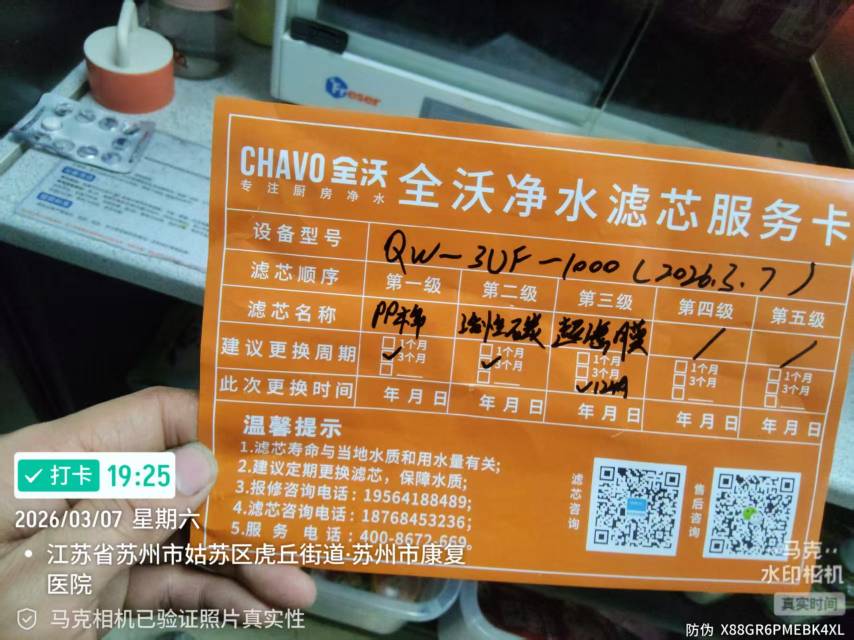 Freser
CHAVO 全沃
专注厨房净水
全沃净水滤芯服务卡
设备型号 QW-3UF-1000(2026.3.7)
滤芯顺序 第一级 第二级 第三级 第四级 第五级
滤芯名称 PP棉 活性碳 超滤膜 / /
建议更换周期 □1个月 □1个月 □1个月 □1个月 □1个月
✓3个月 ✓3个月 □3个月 □3个月 □3个月
□ □ ✓12个月 □ □
此次更换时间 年月日 年月日 年月日 年月日 年月日
温馨提示
1.滤芯寿命与当地水质和用水量有关;
2.建议定期更换滤芯，保障水质;
3.报修咨询电话：19564188489;
4.滤芯咨询电话：18768453236;
5.服务电话：400-8672-669。
滤芯咨询
售后咨询
打卡 19:25
2026/03/07 星期六
江苏省苏州市姑苏区虎丘街道·苏州市康复
医院
马克相机已验证照片真实性
马克
水印相机
真实时间
防伪 X88GR6PMEBK4XL